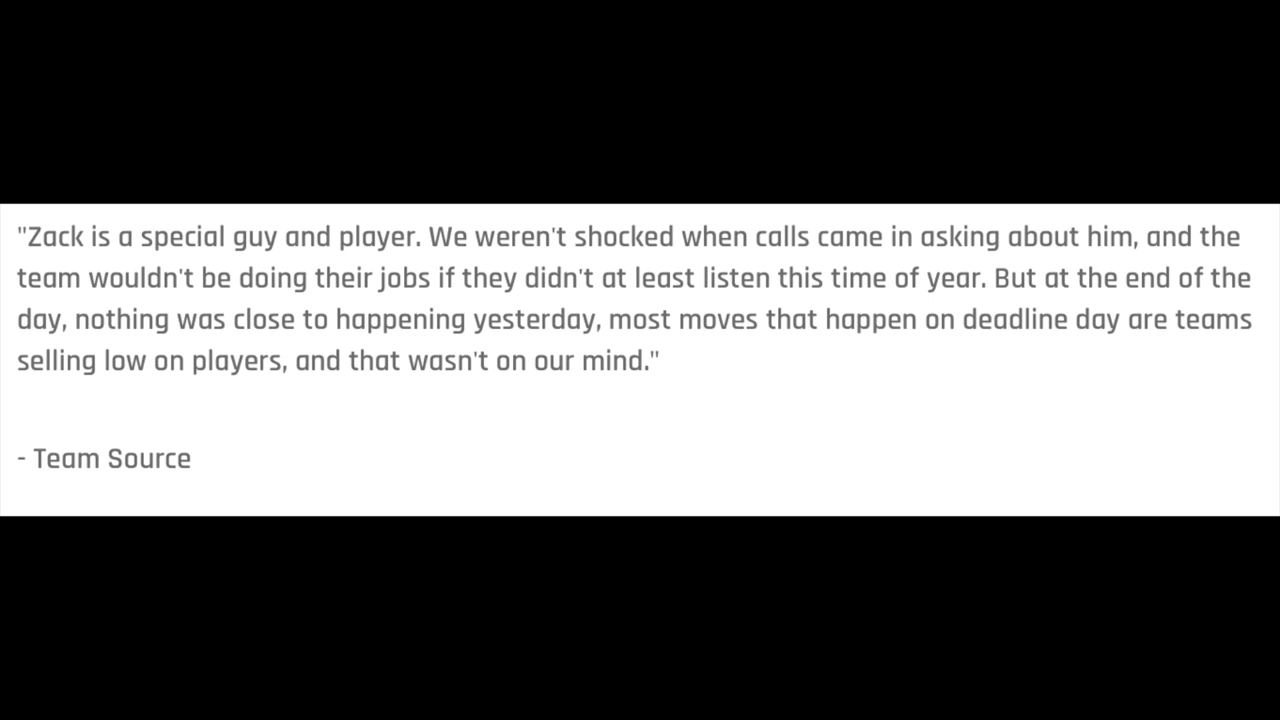 "Zack is a special guy and player. We weren't shocked when calls came in asking about him, and the
team wouldn't be doing their jobs if they didn't at least listen this time of year. But at the end of the
day, nothing was close to happening yesterday, most moves that happen on deadline day are teams
selling low on players, and that wasn't on our mind."
- Team Source